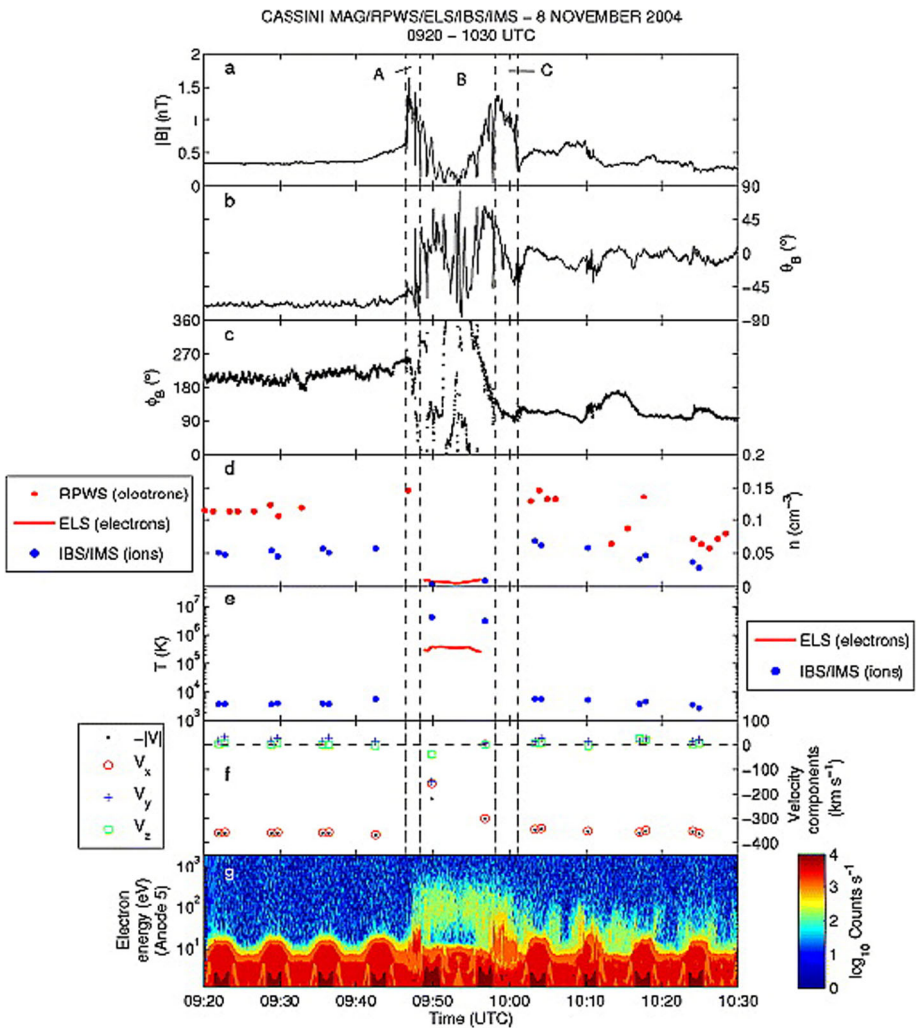 CASSINI MAG/RPWS/ELS/IBS/IMS – 8 NOVEMBER 2004
0920 – 1030 UTC
a
A
B
C
|B| (nT)
2
1.5
1
0.5
0
b
90
45
0
−45
−90
θB (°)
c
360
270
180
90
0
ϕB (°)
d
0.2
0.15
0.1
0.05
0
n (cm−3)
RPWS (electrons)
ELS (electrons)
IBS/IMS (ions)
e
T (K)
10^7
10^6
10^5
10^4
10^3
ELS (electrons)
IBS/IMS (ions)
f
100
0
−100
−200
−300
−400
Velocity
components
(km s−1)
−|V|
Vx
Vy
Vz
g
Electron
energy (eV)
(Anode 5)
10^3
10^2
10^1
4
3
2
1
0
log10 Counts s−1
09:20 09:30 09:40 09:50 10:00 10:10 10:20 10:30
Time (UTC)